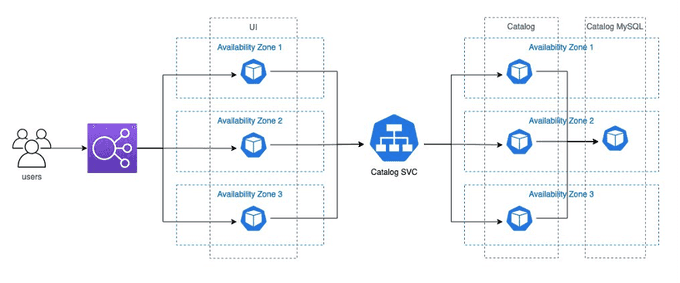 UI
Catalog
Catalog MySQL
Availability Zone 1
Availability Zone 1
Availability Zone 2
Availability Zone 2
users
Catalog SVC
Availability Zone 3
Availability Zone 3